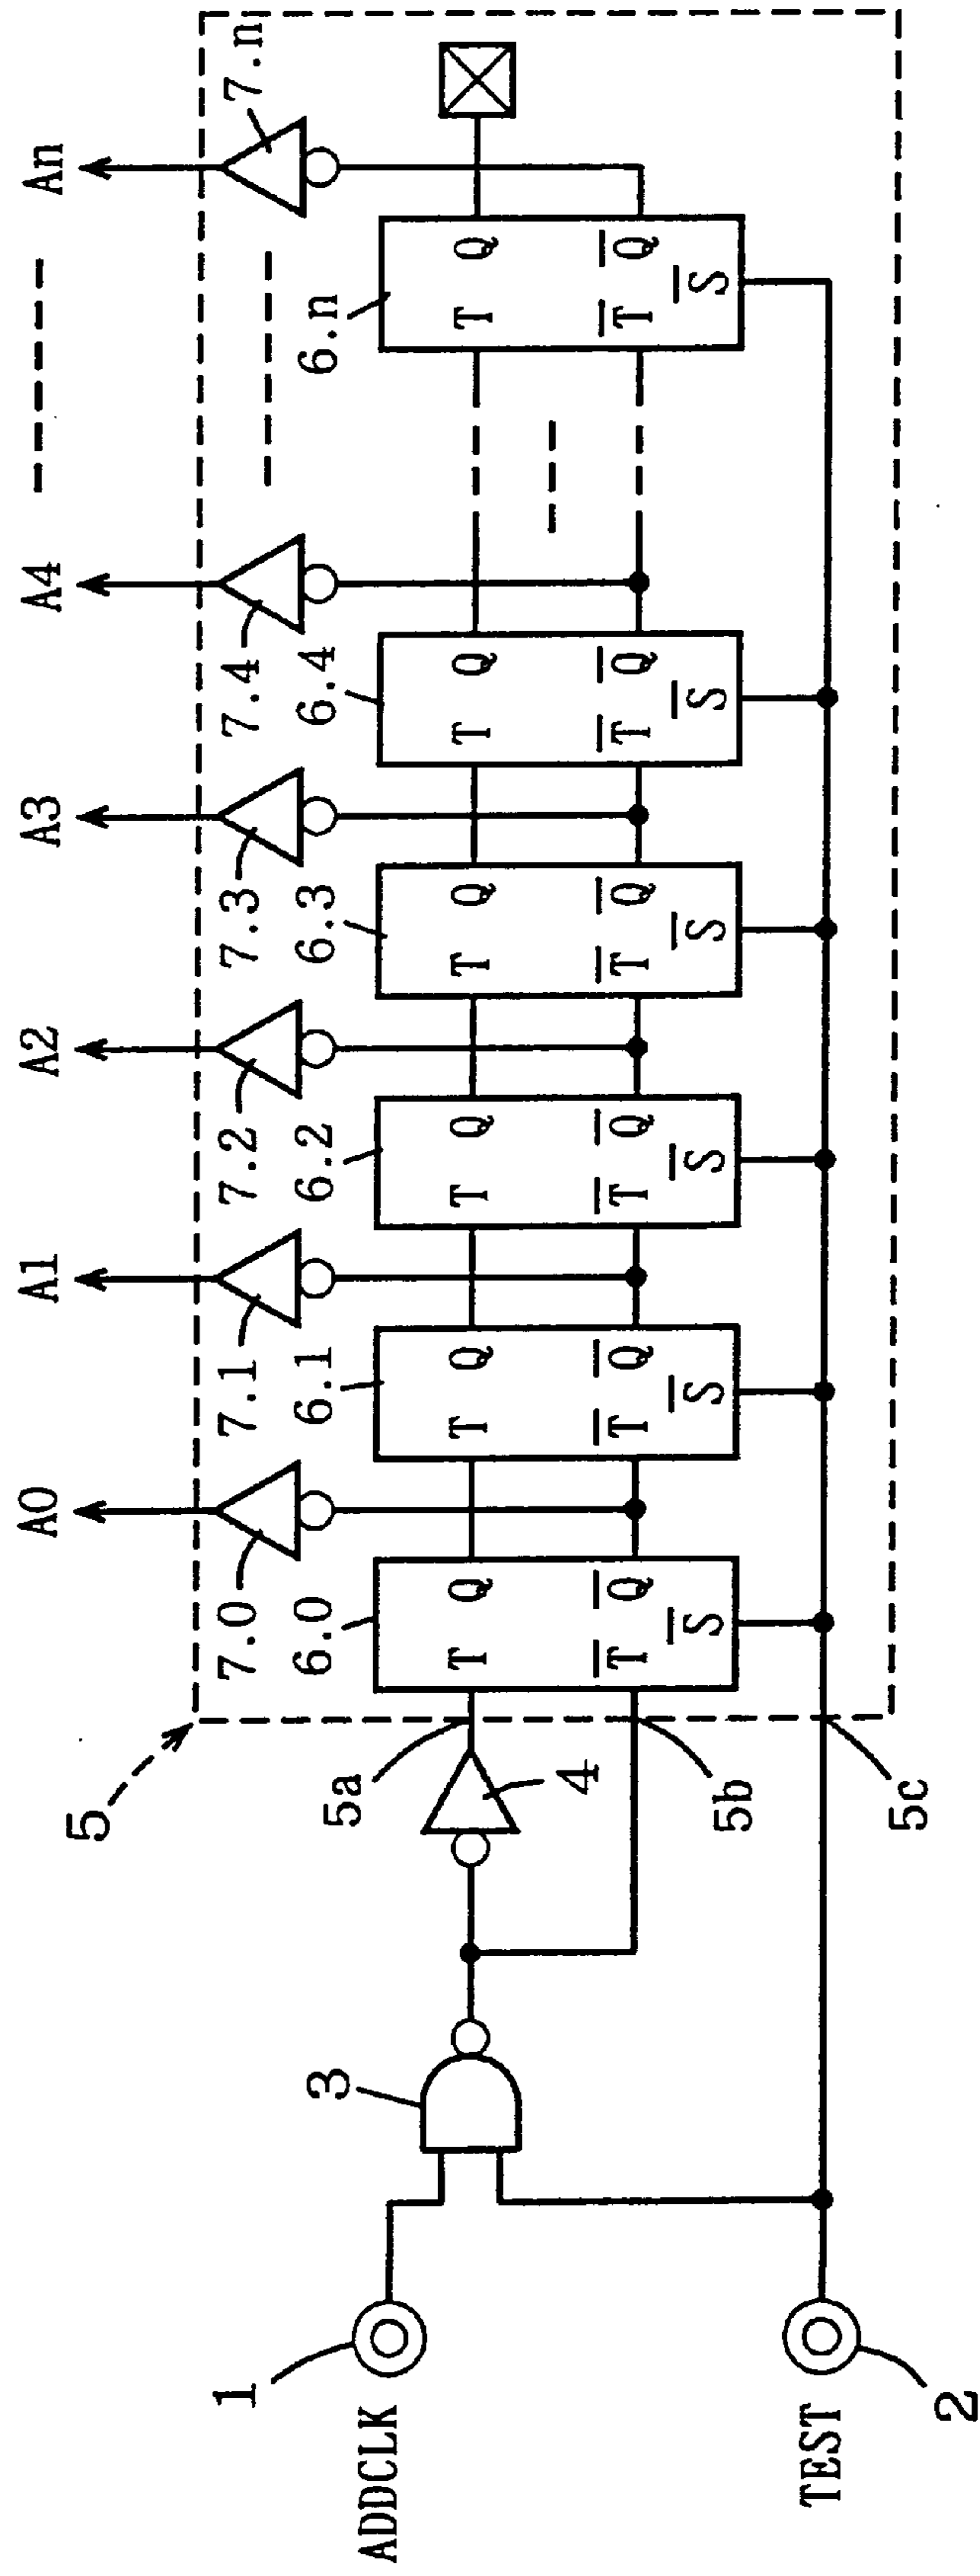 A0 A1 A2 A3 A4 An
7.0 7.1 7.2 7.3 7.4 7.n
5
6.0 6.1 6.2 6.3 6.4 6.n
5a
1 3
T Q T Q T Q T Q T Q T Q
ADDCLK
4
T̅ Q̅ T̅ Q̅ T̅ Q̅ T̅ Q̅ T̅ Q̅ T̅ Q̅
S̅ S̅ S̅ S̅ S̅ S̅
5b
TEST
5c
2